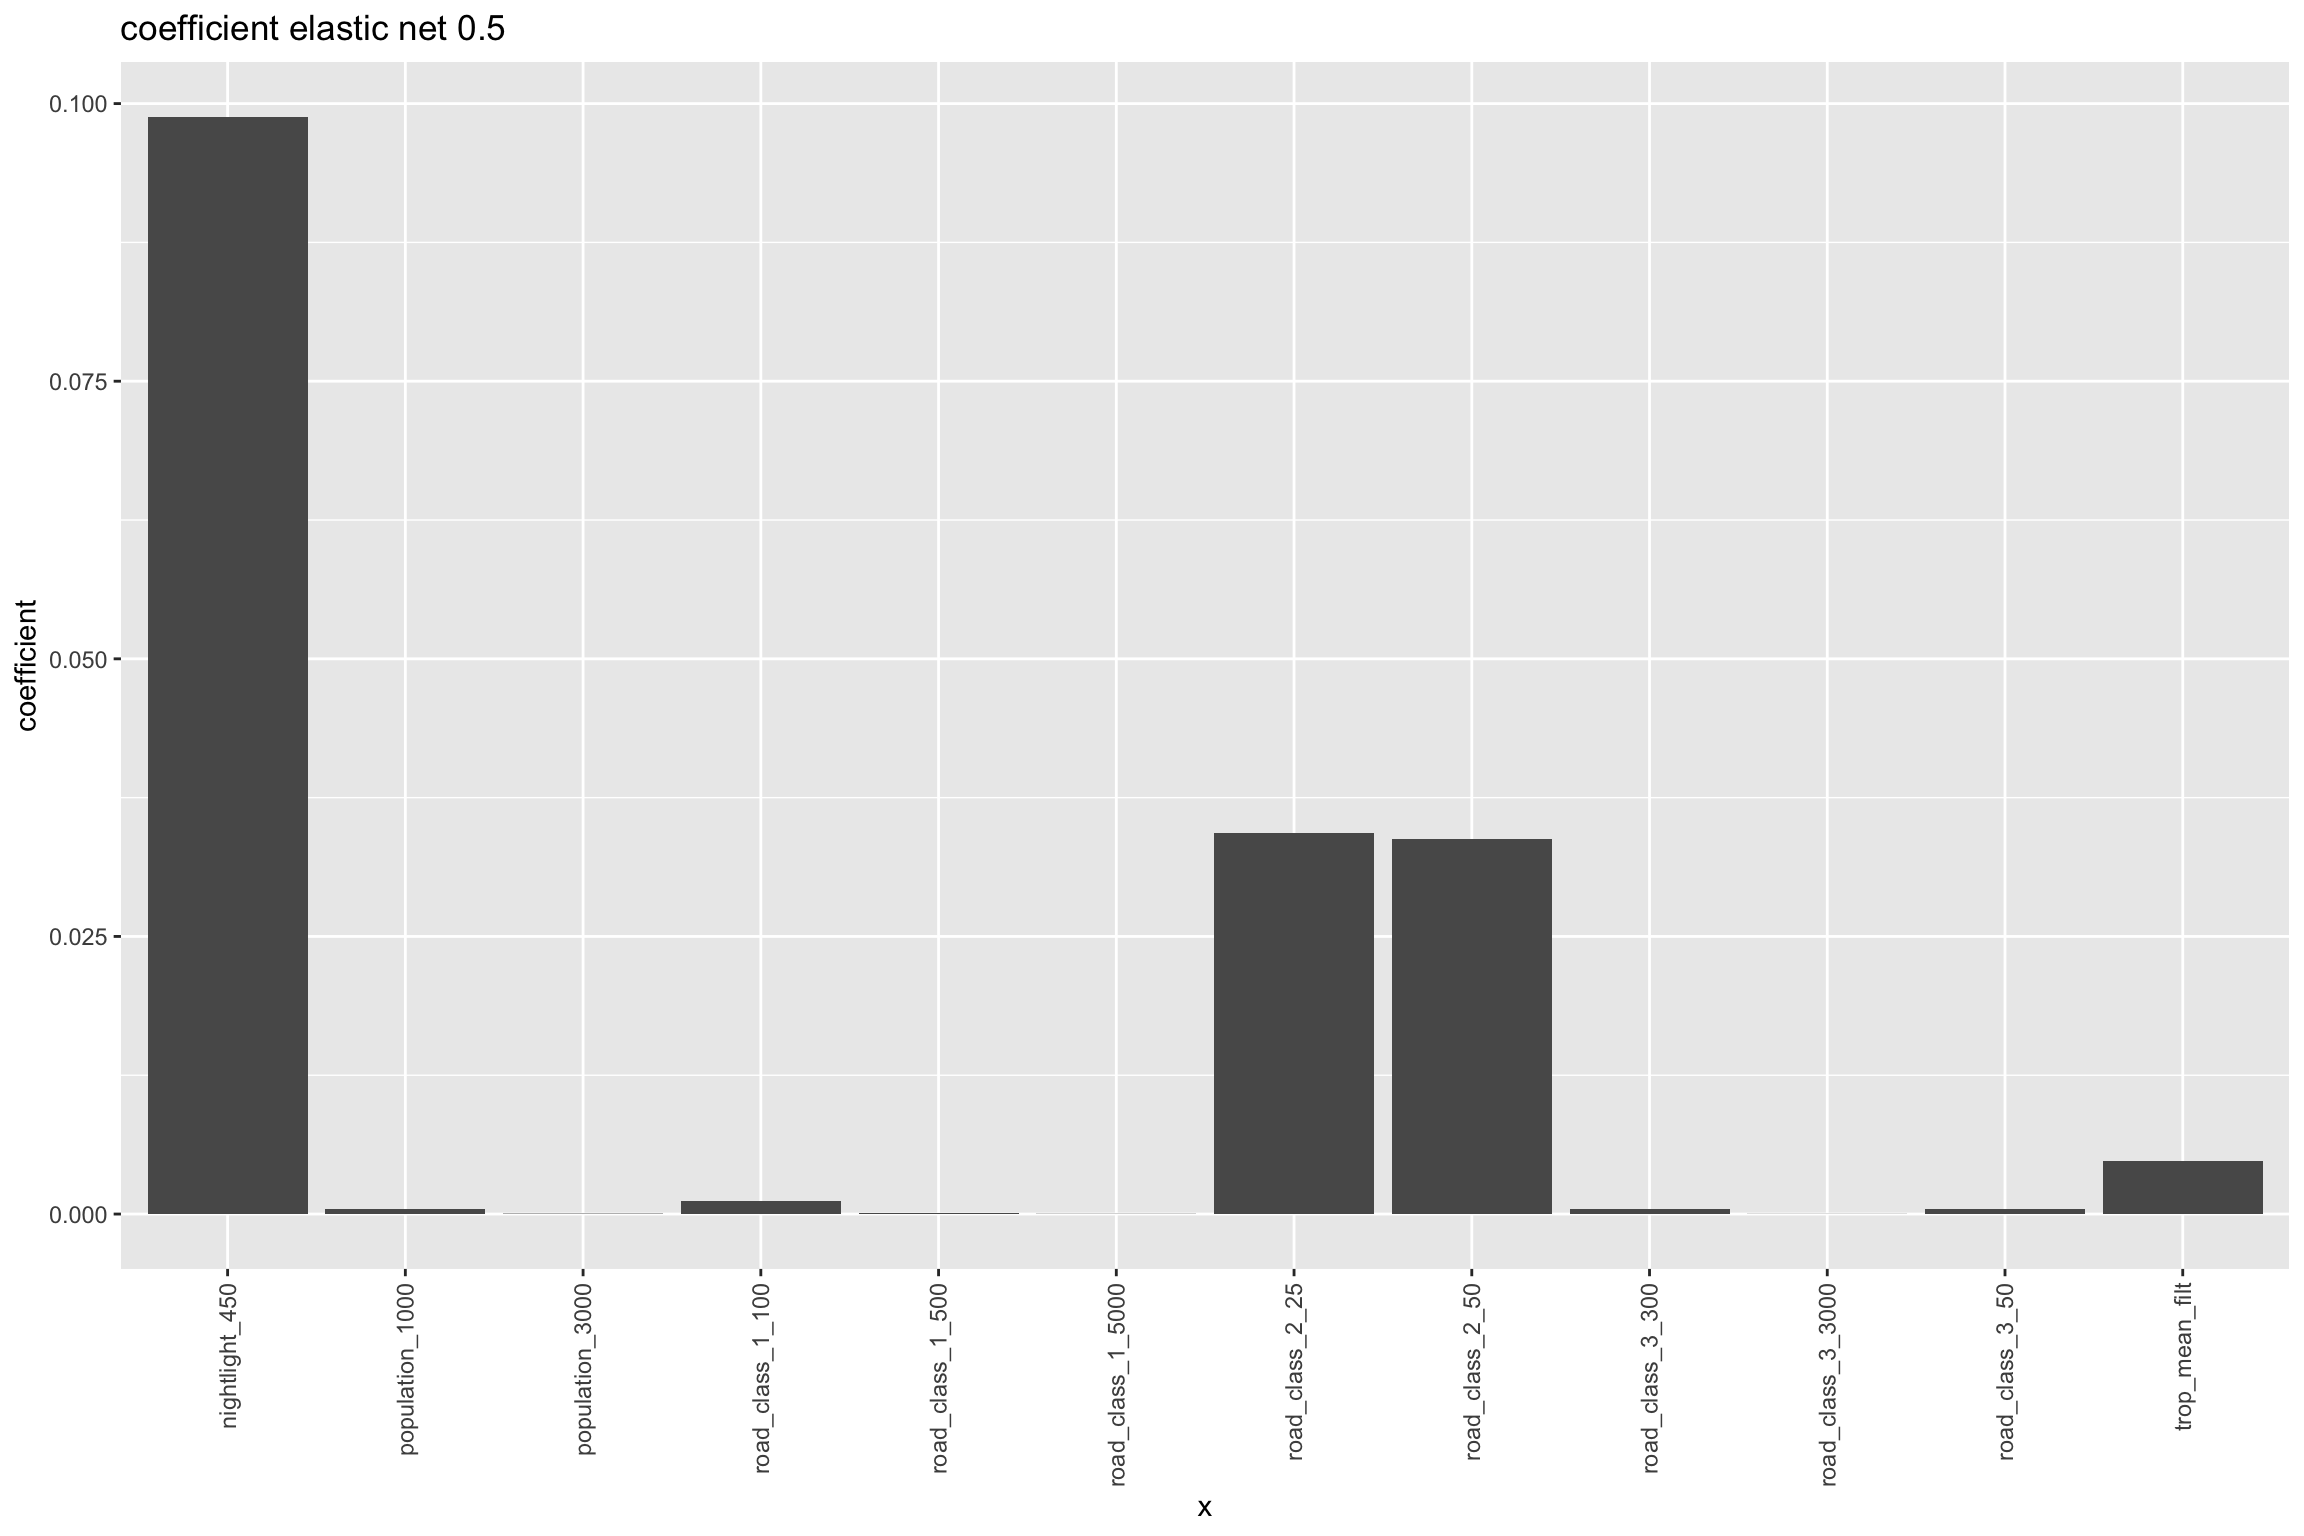 coefficient elastic net 0.5
0.100
0.075
0.050
0.025
0.000
coefficient
nightlight_450
population_1000
population_3000
road_class_1_100
road_class_1_500
road_class_1_5000
road_class_2_25
road_class_2_50
road_class_3_300
road_class_3_3000
road_class_3_50
trop_mean_filt
x